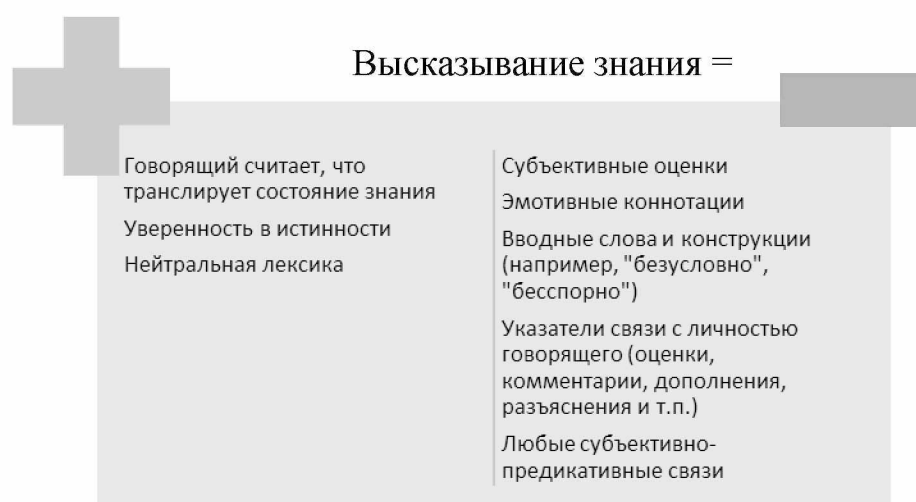 Высказывание знания =
Говорящий считает, что
транслирует состояние знания
Уверенность в истинности
Нейтральная лексика
Субъективные оценки
Эмотивные коннотации
Вводные слова и конструкции
(например, "безусловно",
"бесспорно")
Указатели связи с личностью
говорящего (оценки,
комментарии, дополнения,
разъяснения и т.п.)
Любые субъективно-
предикативные связи